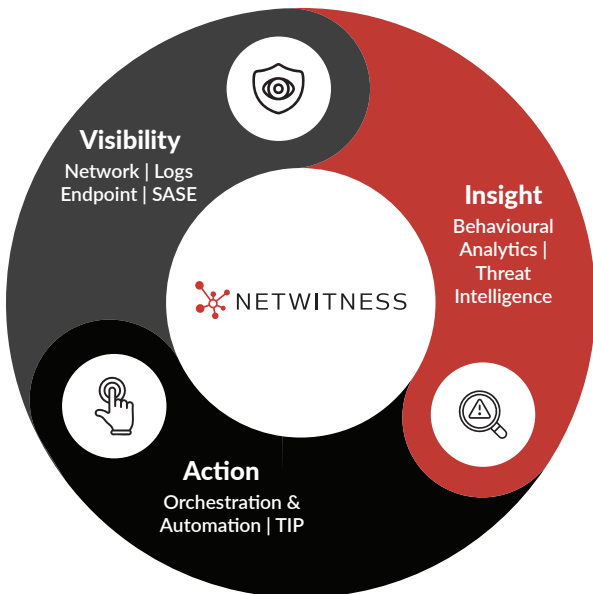 Visibility
Network | Logs
Endpoint | SASE
Insight
Behavioural
Analytics |
Threat
Intelligence
NETWITNESS
Action
Orchestration &
Automation | TIP